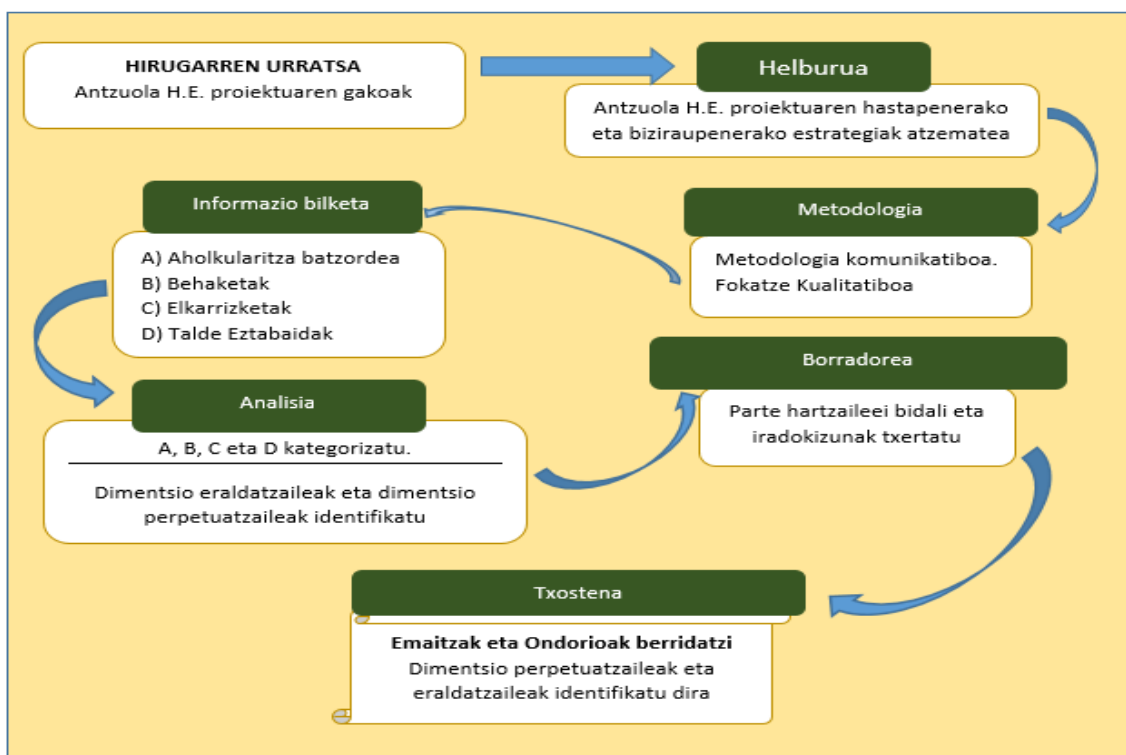 HIRUGARREN URRATSA
Antzuola H.E. proiektuaren gakoak
Helburua
Antzuola H.E. proiektuaren hastapenerako
eta biziraupenerako estrategiak atzematea
Metodologia
Metodologia komunikatiboa.
Fokatze Kualitatiboa
Informazio bilketa
A) Aholkularitza batzordea
B) Behaketak
C) Elkarrizketak
D) Talde Eztabaidak
Analisia
A, B, C eta D kategorizatu.
Dimentsio eraldatzaileak eta dimentsio
perpetuatzaileak identifikatu
Borradorea
Parte hartzaileei bidali eta
iradokizunak txertatu
Txostena
Emaitzak eta Ondorioak berridatzi
Dimentsio perpetuatzaileak eta
eraldatzaileak identifikatu dira